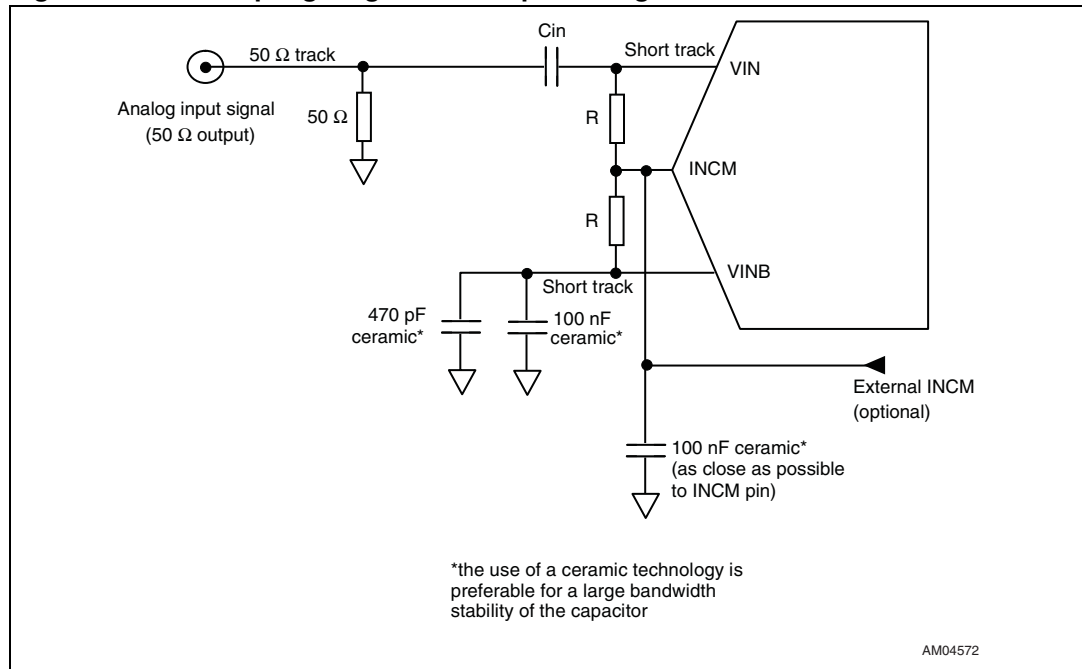 Cin
50 Ω track
Short track
VIN
Analog input signal
(50 Ω output)
50 Ω
R
INCM
R
VINB
Short track
470 pF
ceramic*
100 nF
ceramic*
External INCM
(optional)
100 nF ceramic*
(as close as possible
to INCM pin)
*the use of a ceramic technology is
preferable for a large bandwidth
stability of the capacitor
AM04572